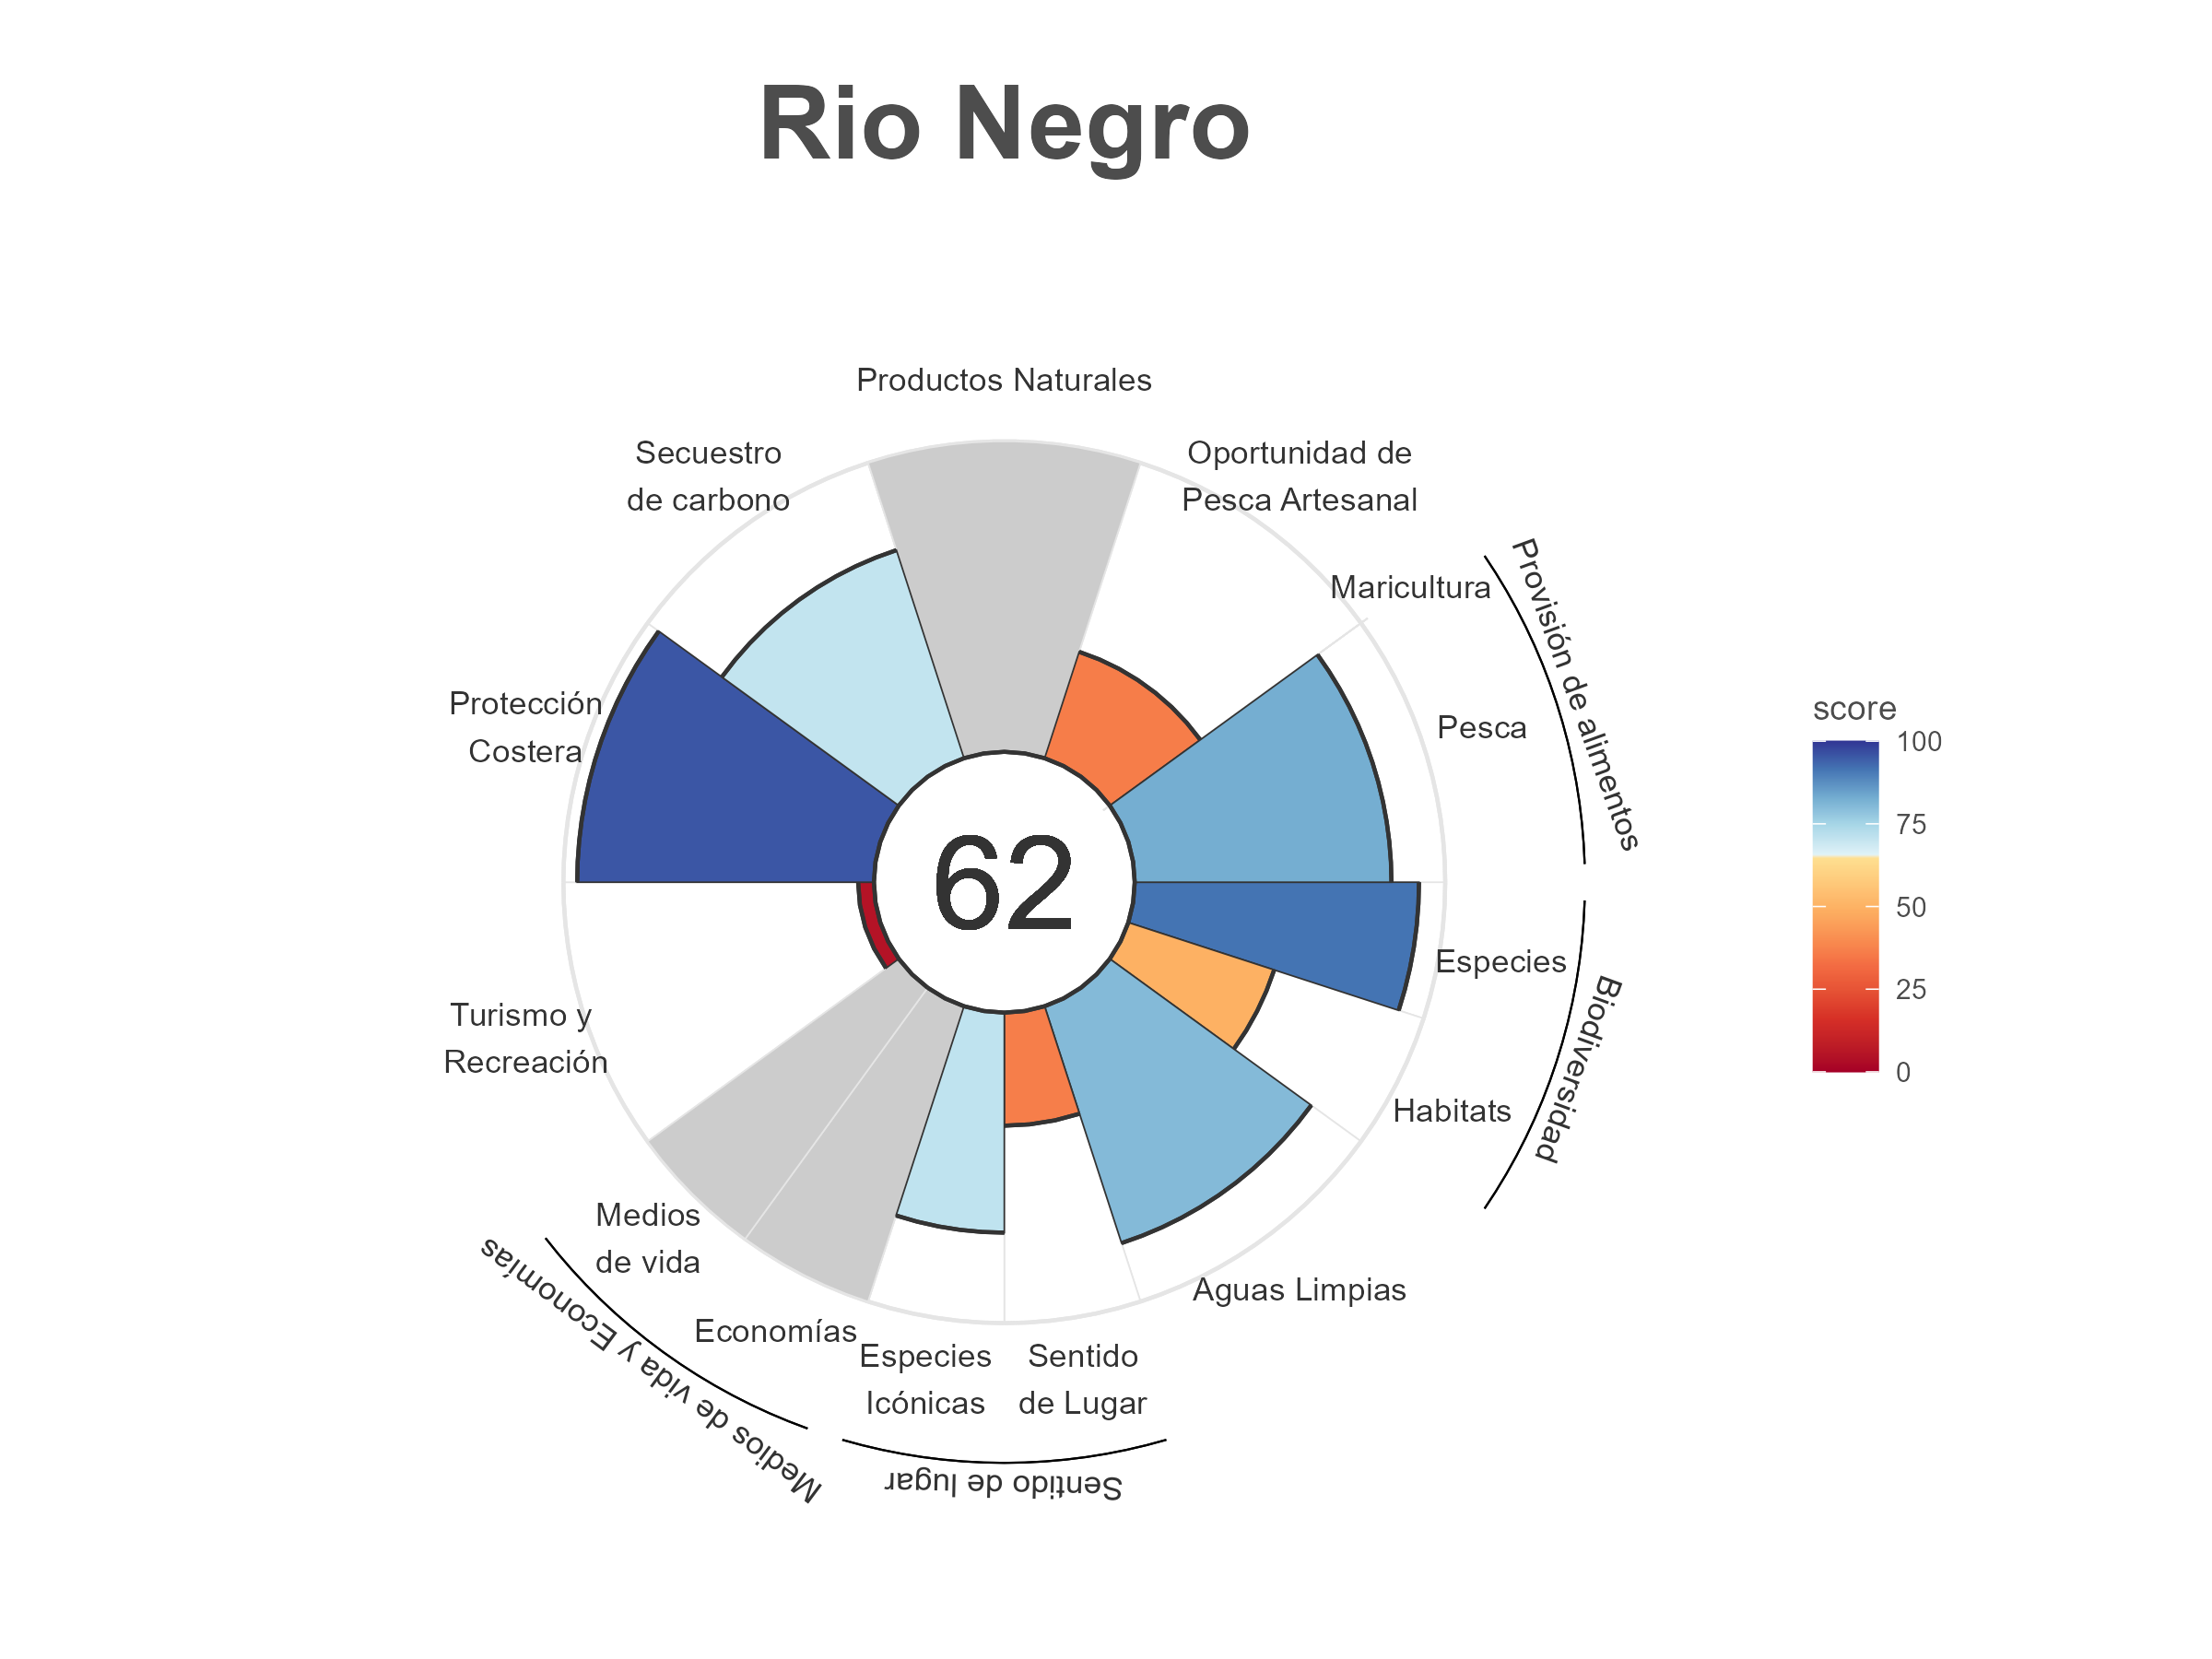 Rio Negro
Productos Naturales
Secuestro
de carbono
Oportunidad de
Pesca Artesanal
Maricultura
Provisión de alimentos
Pesca
Protección
Costera
62
Especies
Biodiversidad
Habitats
Turismo y
Recreación
Medios
de vida
Aguas Limpias
Economías
Especies
Icónicas
Sentido
de Lugar
Medios de vida y Economías
Sentido de lugar
score
100
75
50
25
0